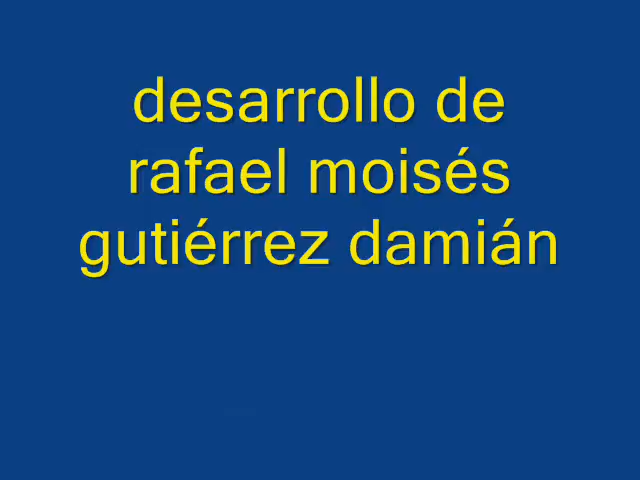 desarrollo de
rafael moisés
gutiérrez damián